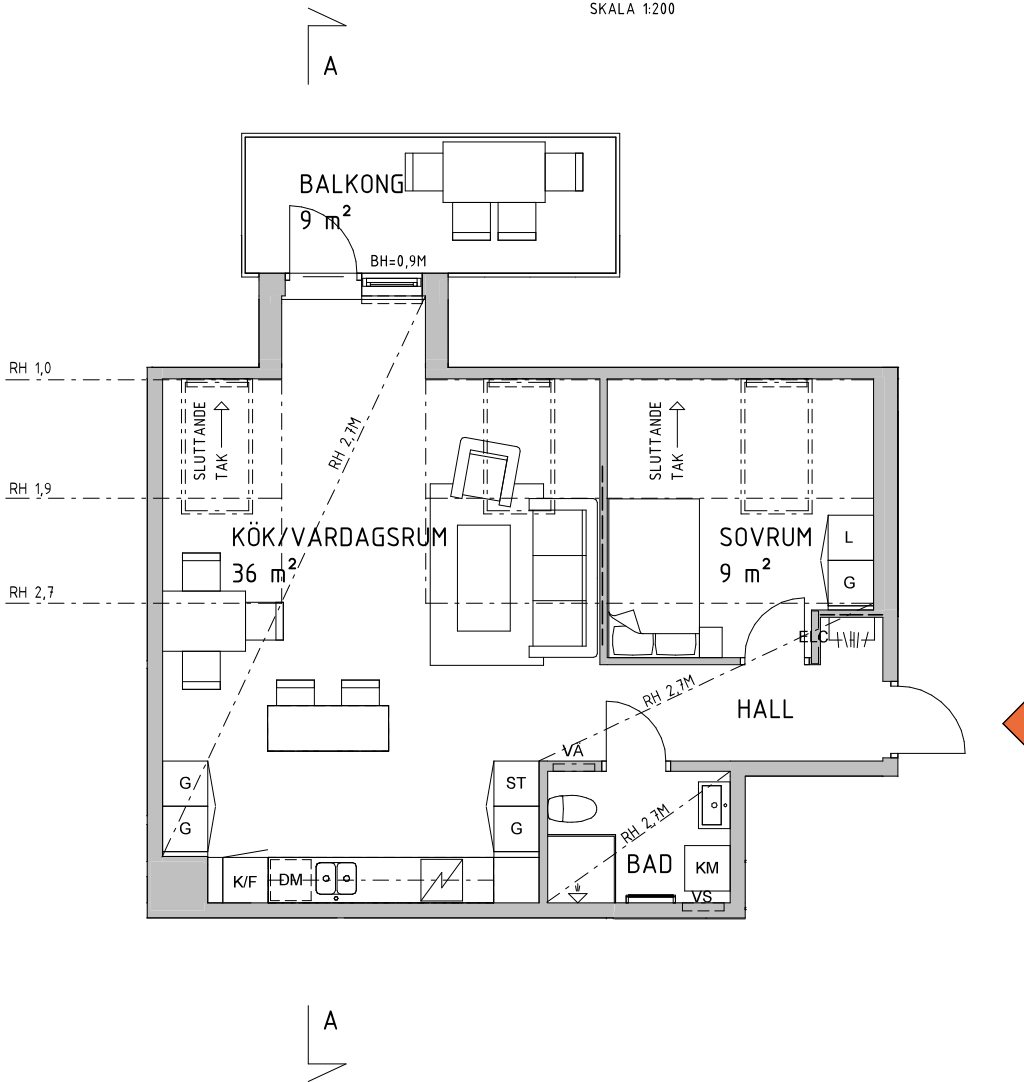 SKALA 1:200
A
BALKONG
9 m²
BH=0,9M
RH 1,0
SLUTTANDE
TAK
RH 2,7M
SLUTTANDE
TAK
RH 1,9
KÖK/VARDAGSRUM
36 m²
SOVRUM
9 m²
L
G
RH 2,7
ELC
RH 2,7M
HALL
VA
G
G
ST
G
RH 2,7M
BAD
KM
VS
K/F
DM
A